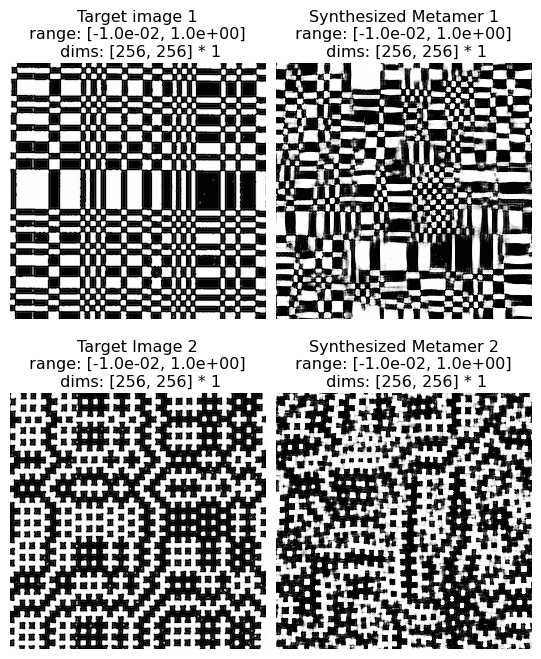 Target image 1
range: [-1.0e-02, 1.0e+00]
dims: [256, 256] * 1
Synthesized Metamer 1
range: [-1.0e-02, 1.0e+00]
dims: [256, 256] * 1
Target Image 2
range: [-1.0e-02, 1.0e+00]
dims: [256, 256] * 1
Synthesized Metamer 2
range: [-1.0e-02, 1.0e+00]
dims: [256, 256] * 1